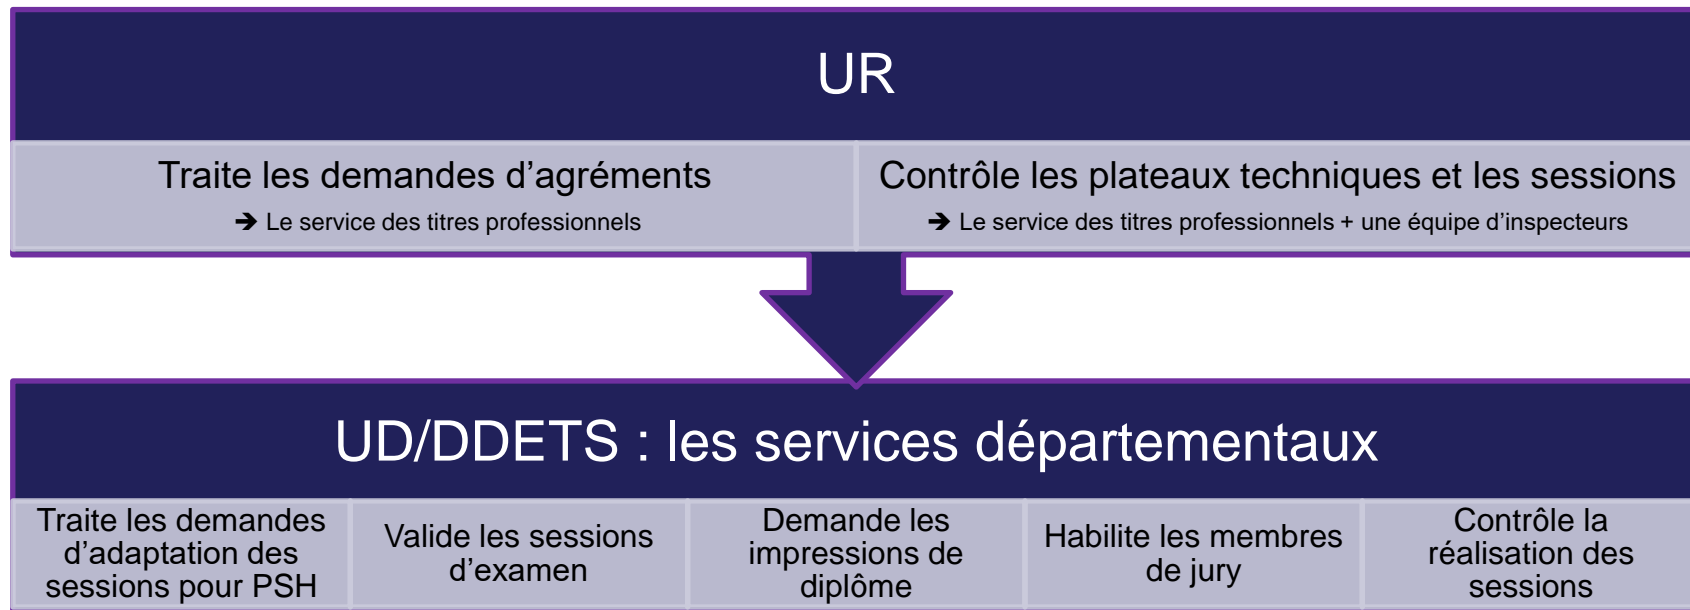 UR
Traite les demandes d’agréments
➔ Le service des titres professionnels
Contrôle les plateaux techniques et les sessions
➔ Le service des titres professionnels + une équipe d’inspecteurs
UD/DDETS : les services départementaux
Traite les demandes
d’adaptation des
sessions pour PSH
Valide les sessions
d’examen
Demande les
impressions de
diplôme
Habilite les membres
de jury
Contrôle la
réalisation des
sessions